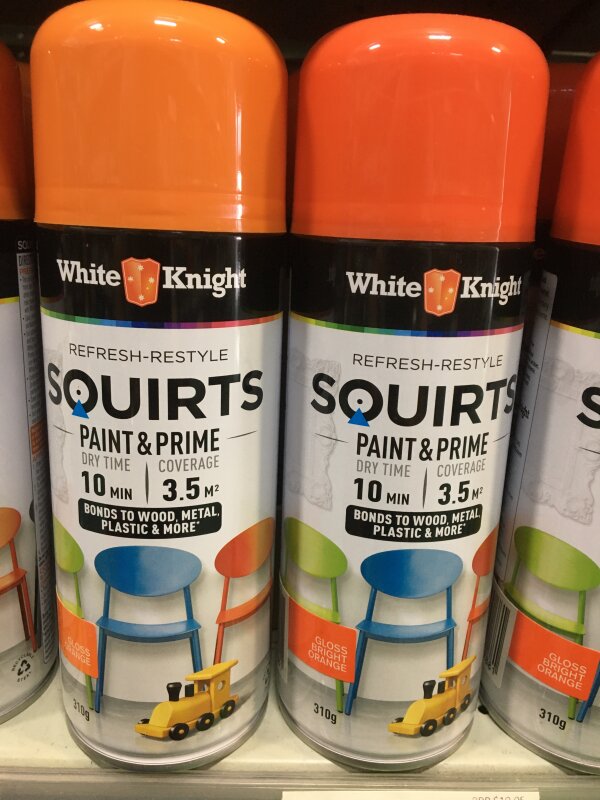 White Knight
REFRESH-RESTYLE
SQUIRTS
PAINT & PRIME
DRY TIME
COVERAGE
10 MIN
3.5 M²
BONDS TO WOOD, METAL,
PLASTIC & MORE*
GLOSS
ORANGE
310g
White Knight
REFRESH-RESTYLE
SQUIRTS
PAINT & PRIME
DRY TIME
COVERAGE
10 MIN
3.5 M²
BONDS TO WOOD, METAL,
PLASTIC & MORE*
GLOSS
BRIGHT
ORANGE
310g
S
GLOSS
BRIGHT
ORANGE
310g